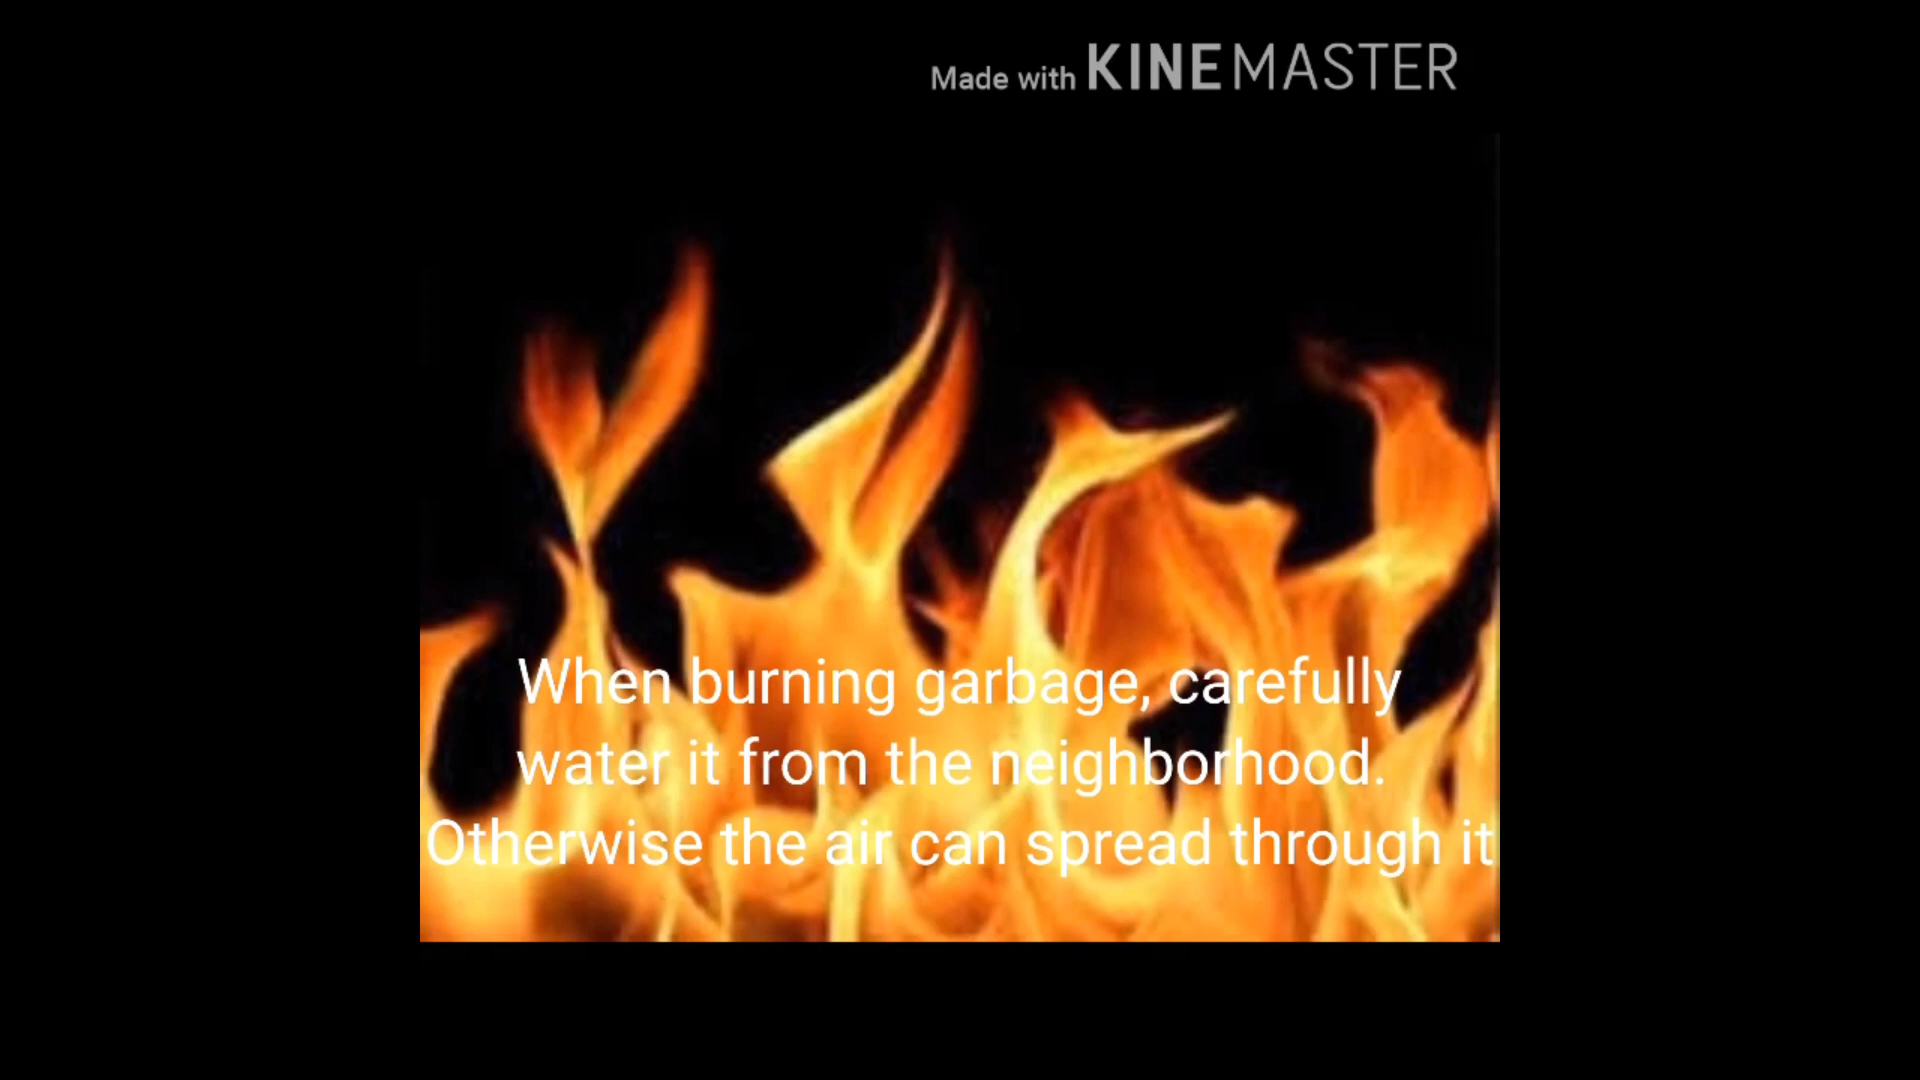 Made with KINEMASTER
When burning garbage, carefully
water it from the neighborhood.
Otherwise the air can spread through it